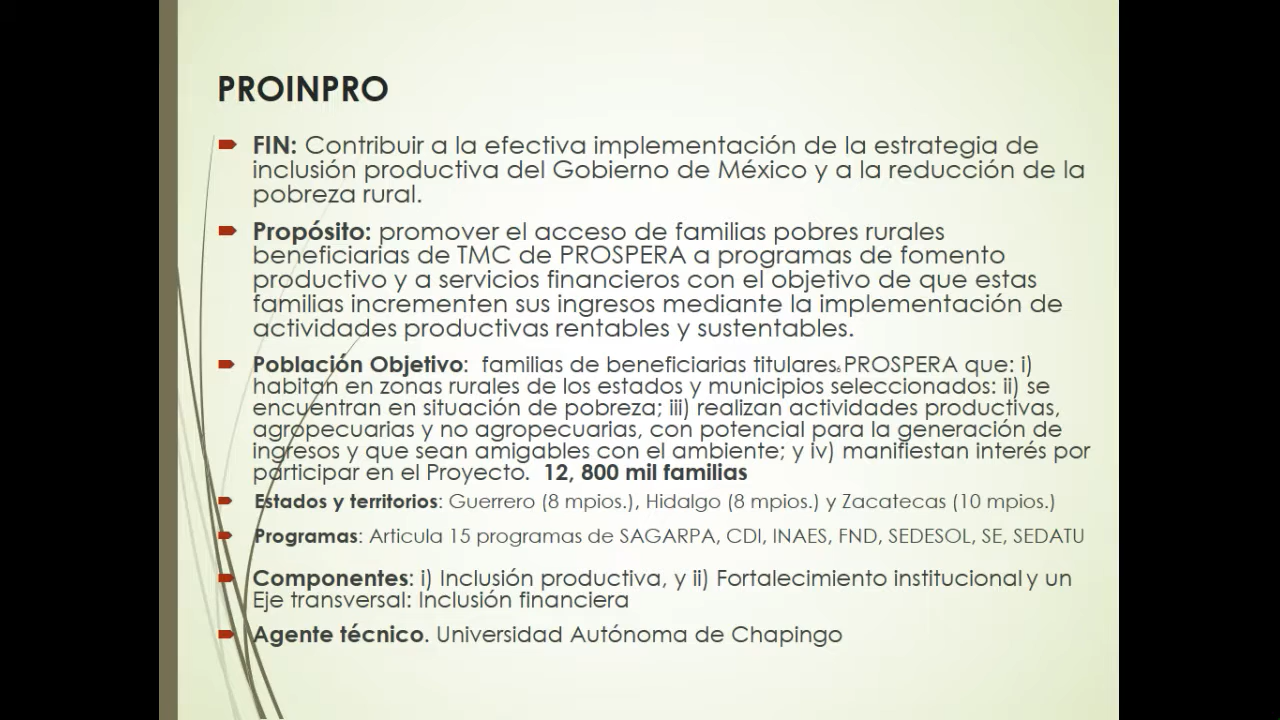 PROINPRO
FIN: Contribuir a la efectiva implementación de la estrategia de
inclusión productiva del Gobierno de México y a la reducción de la
pobreza rural.
Propósito: promover el acceso de familias pobres rurales
beneficiarias de TMC de PROSPERA a programas de fomento
productivo y a servicios financieros con el objetivo de que estas
familias incrementen sus ingresos mediante la implementación de
actividades productivas rentables y sustentables.
Población Objetivo: familias de beneficiarias titulares6 PROSPERA que: i)
habitan en zonas rurales de los estados y municipios seleccionados: ii) se
encuentran en situación de pobreza; iii) realizan actividades productivas,
agropecuarias y no agropecuarias, con potencial para la generación de
ingresos y que sean amigables con el ambiente; y iv) manifiestan interés por
participar en el Proyecto. 12, 800 mil familias
Estados y territorios: Guerrero (8 mpios.), Hidalgo (8 mpios.) y Zacatecas (10 mpios.)
Programas: Articula 15 programas de SAGARPA, CDI, INAES, FND, SEDESOL, SE, SEDATU
Componentes: i) Inclusión productiva, y ii) Fortalecimiento institucional y un
Eje transversal: Inclusión financiera
Agente técnico. Universidad Autónoma de Chapingo